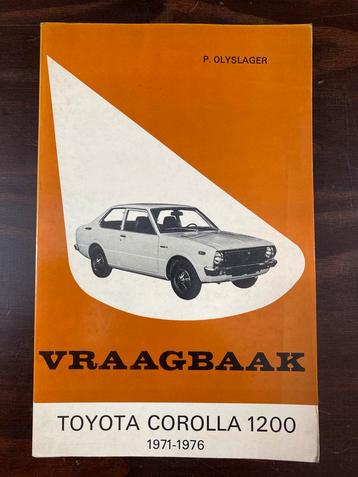 P. OLYSLAGER
VRAAGBAAK
TOYOTA COROLLA 1200
1971-1976